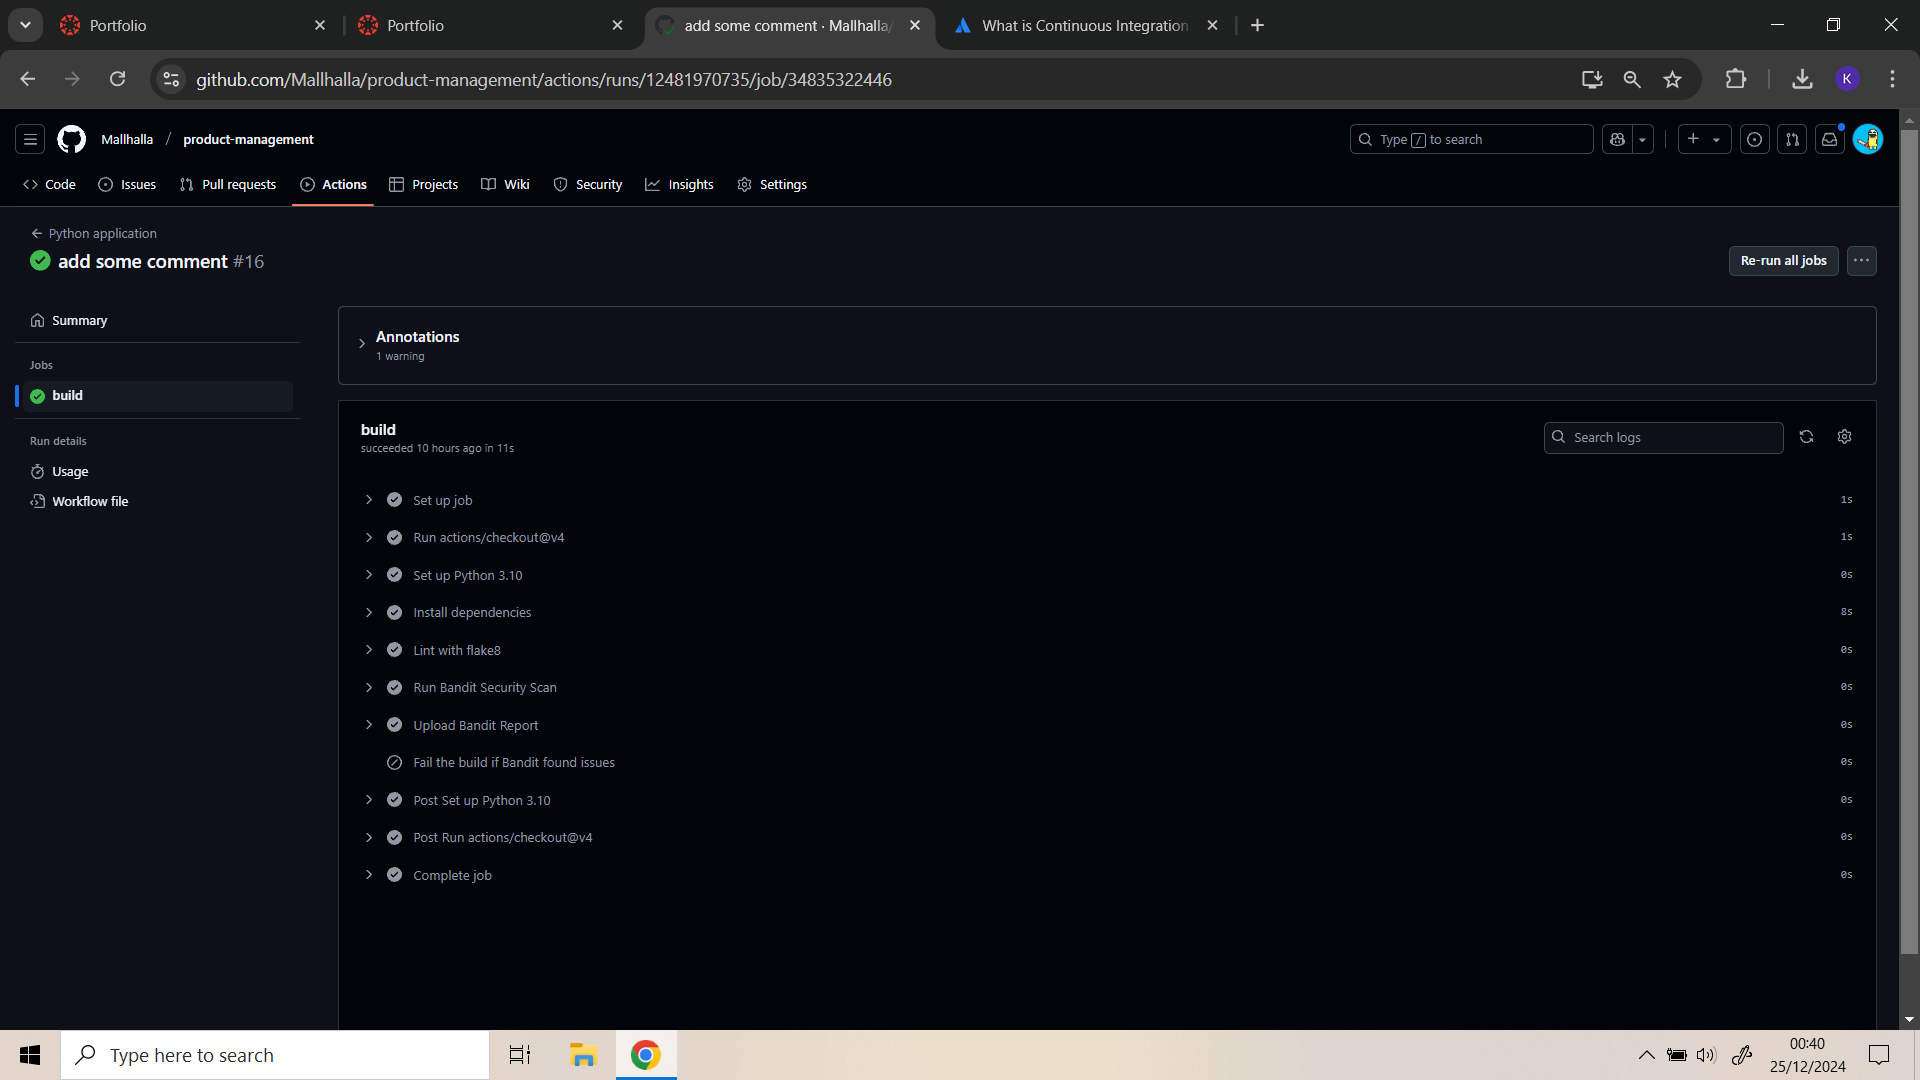 Portfolio
Portfolio
add some comment · Mallhalla/
What is Continuous Integration
github.com/Mallhalla/product-management/actions/runs/12481970735/job/34835322446
K
Mallhalla / product-management
Type / to search
Code
Issues
Pull requests
Actions
Projects
Wiki
Security
Insights
Settings
Python application
add some comment #16
Re-run all jobs
Summary
Jobs
build
Run details
Usage
Workflow file
Annotations
1 warning
build
succeeded 10 hours ago in 11s
Search logs
Set up job 1s
Run actions/checkout@v4 1s
Set up Python 3.10 0s
Install dependencies 8s
Lint with flake8 0s
Run Bandit Security Scan 0s
Upload Bandit Report 0s
Fail the build if Bandit found issues 0s
Post Set up Python 3.10 0s
Post Run actions/checkout@v4 0s
Complete job 0s
Type here to search
00:40
25/12/2024